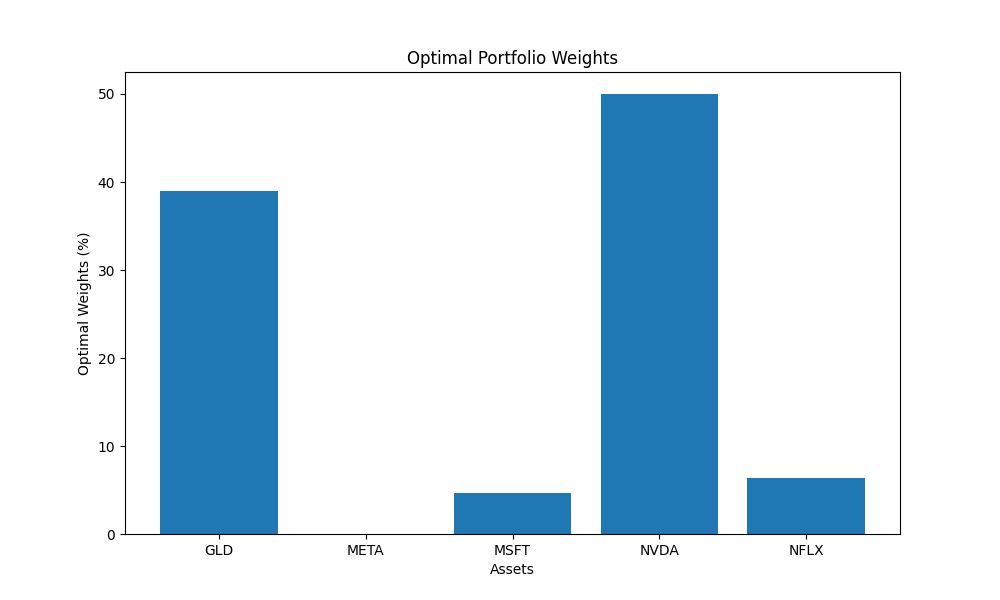 Optimal Portfolio Weights
Optimal Weights (%)
50
40
30
20
10
0
GLD META MSFT NVDA NFLX
Assets